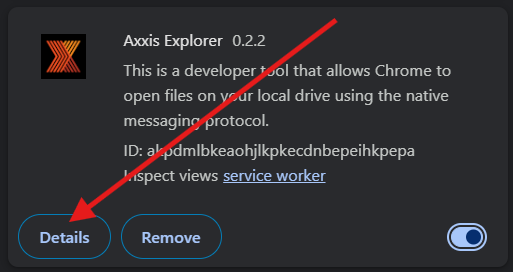 Axxis Explorer 0.2.2
This is a developer tool that allows Chrome to
open files on your local drive using the native
messaging protocol.
ID: akpdmlbkeaohjlkpkecdnbepeihkpepa
Inspect views service worker
Details Remove